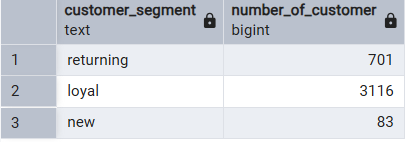 customer_segment number_of_customer
text bigint
1 returning 701
2 loyal 3116
3 new 83